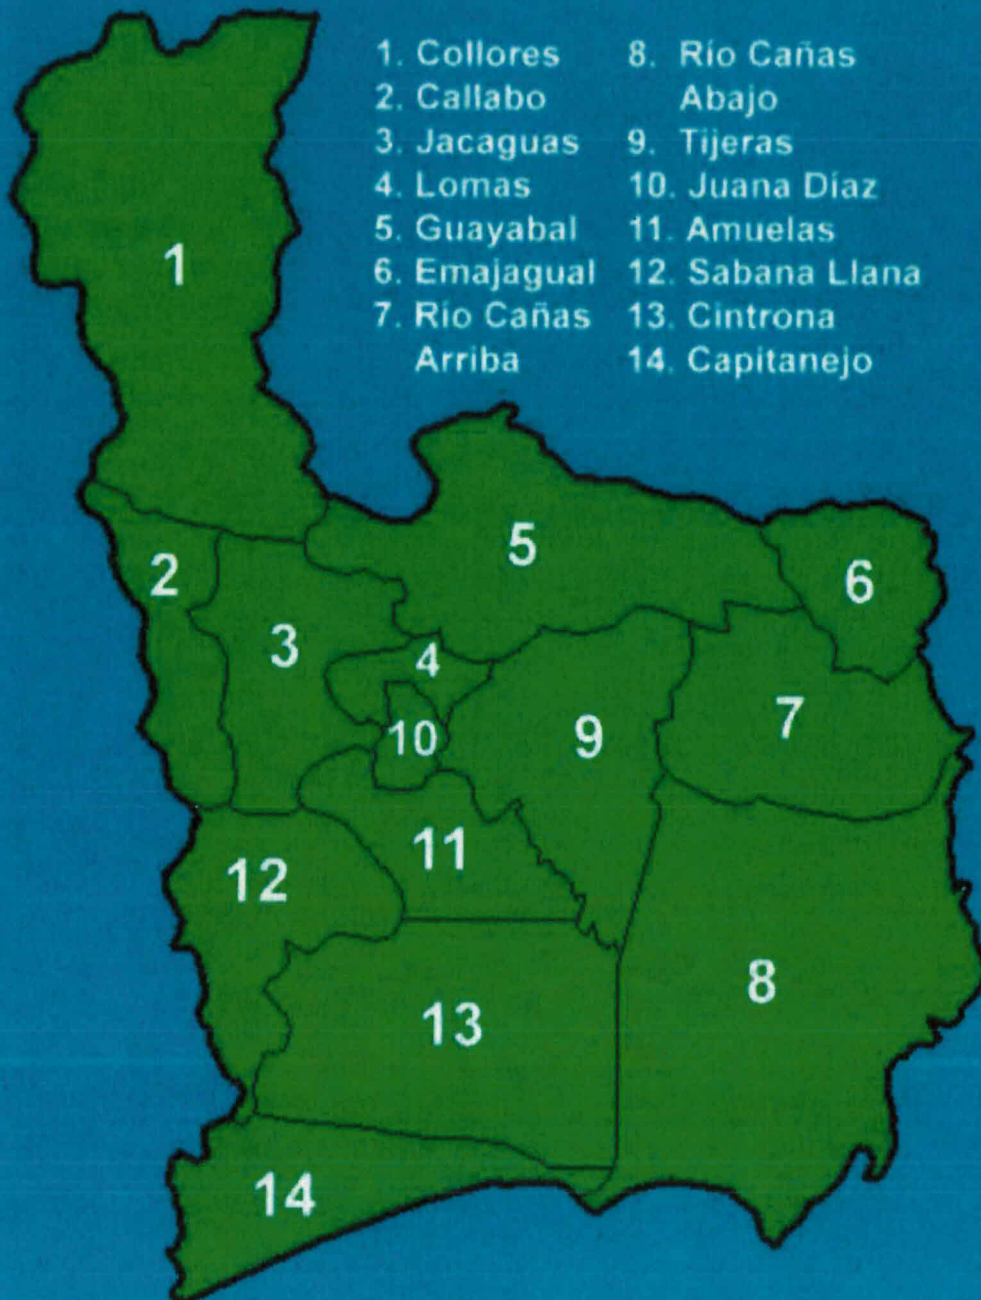 1. Collores
2. Callabo
3. Jacaguas
4. Lomas
5. Guayabal
6. Emajagual
7. Río Cañas
Arriba
8. Río Cañas
Abajo
9. Tijeras
10. Juana Díaz
11. Amuelas
12. Sabana Llana
13. Cintrona
14. Capitanejo
1
5
2
6
3
4
7
10
9
11
12
8
13
14